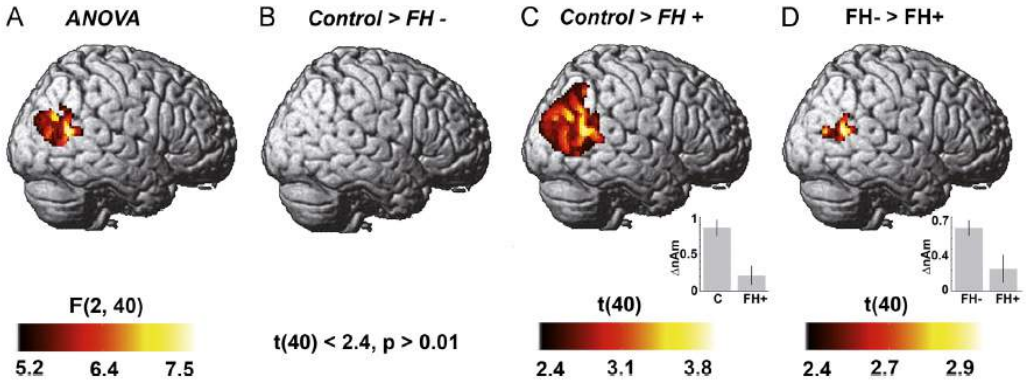 A ANOVA
B Control > FH -
C Control > FH +
D FH- > FH+
1
0.5
0
ΔnAm
C FH+
0.7
0.4
0
ΔnAm
FH- FH+
F(2, 40)
5.2 6.4 7.5
t(40) < 2.4, p > 0.01
t(40)
2.4 3.1 3.8
t(40)
2.4 2.7 2.9